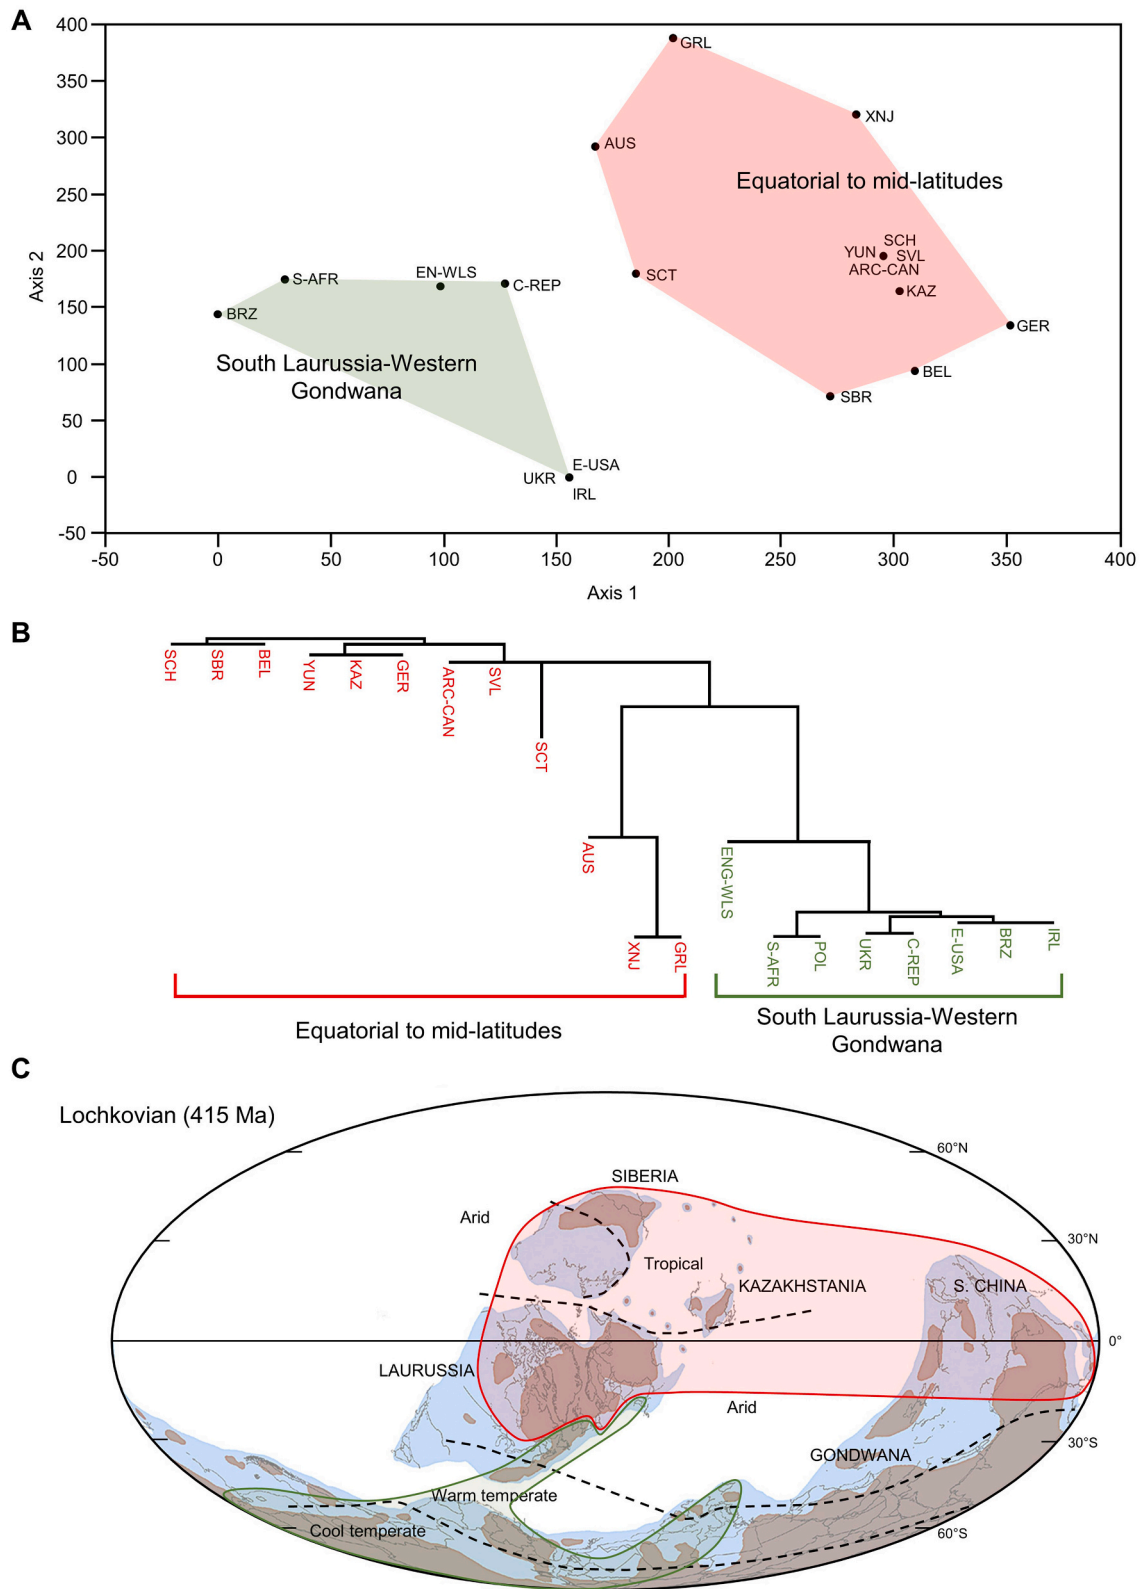 A
400
350
300
250
200
150
100
50
0
-50
-50
0
50
100
150
200
250
300
350
400
Axis 2
Axis 1
GRL
XNJ
AUS
Equatorial to mid-latitudes
SCH
YUN
SVL
ARC-CAN
KAZ
SCT
GER
BEL
SBR
S-AFR
EN-WLS
C-REP
BRZ
South Laurussia-Western
Gondwana
E-USA
UKR
IRL
B
SCH
SBR
BEL
YUN
KAZ
GER
ARC-CAN
SVL
SCT
AUS
XNJ
GRL
ENG-WLS
S-AFR
POL
UKR
C-REP
E-USA
BRZ
IRL
Equatorial to mid-latitudes
South Laurussia-Western
Gondwana
C
Lochkovian (415 Ma)
60°N
SIBERIA
Arid
30°N
Tropical
KAZAKHSTANIA
S. CHINA
0°
LAURUSSIA
Arid
30°S
GONDWANA
Warm temperate
Cool temperate
60°S